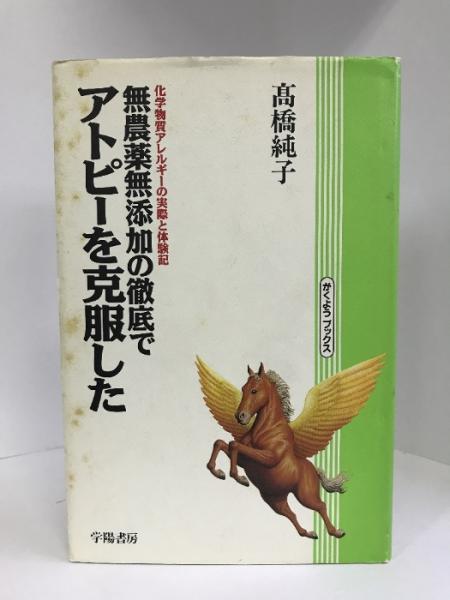 髙橋純子
化学物質アレルギーの実際と体験記
無農薬無添加の徹底で
アトピーを克服した
がくようブックス
学陽書房